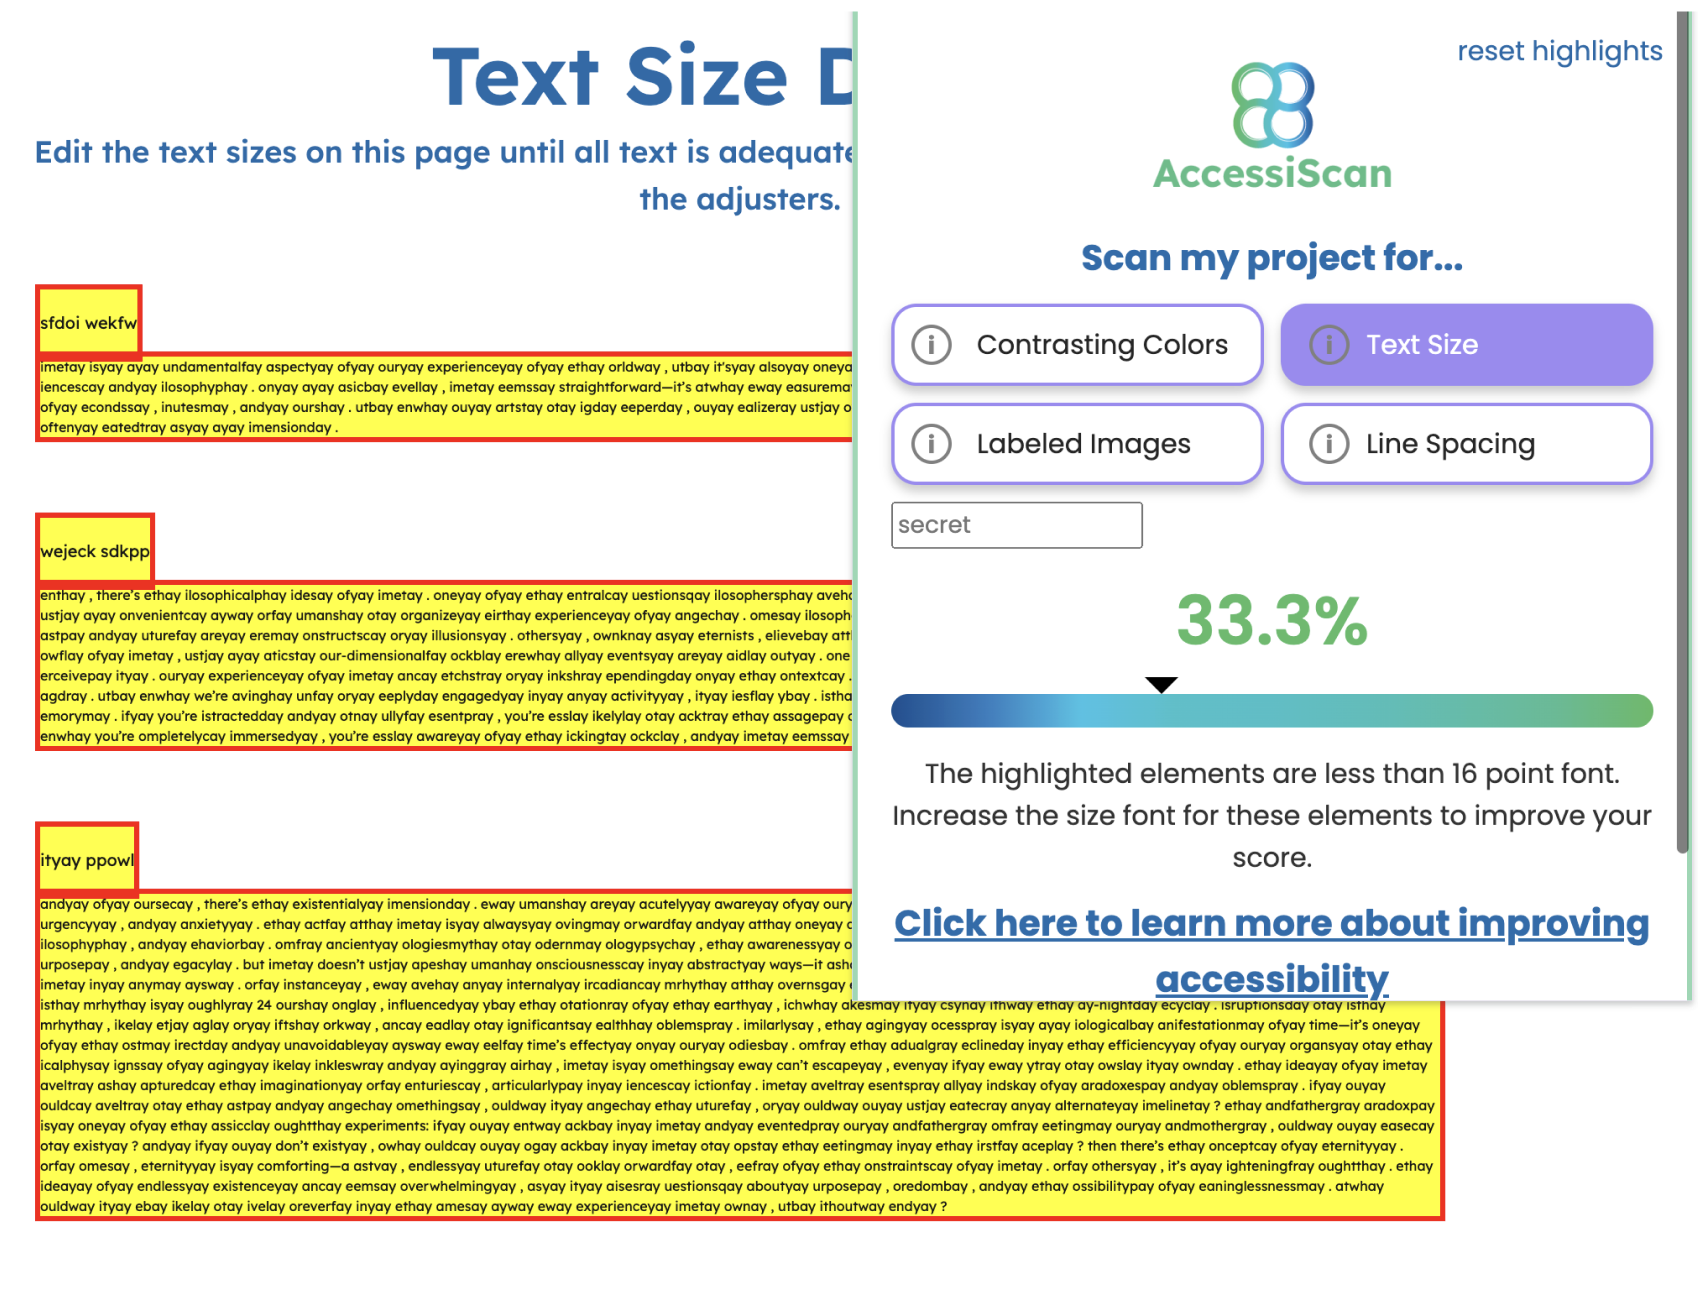 Text Size D
Edit the text sizes on this page until all text is adequate
the adjusters.
sfdoi wekfw
imetay isyay ayay undamentalfay aspectyay ofyay ouryay experienceyay ofyay ethay orldway , utbay it'syay alsoyay oneya
iencescay andyay ilosophyphay . onyay ayay asicbay evellay , imetay eemssay straightforward—it's atwhay eway easuremay
ofyay econdssay , inutesmay , andyay ourshay . utbay enwhay ouyay artstay otay igday eeperday , ouyay ealizeray ustjay o
oftenyay eatedtray asyay ayay imensionday .
wejeck sdkpp
enthay , there's ethay ilosophicalphay idesay ofyay imetay . oneyay ofyay ethay entralcay uestionsqay ilosophersphay aveh
ustjay ayay onvenientcay ayway orfay umanshay otay organizeyay eirthay experienceyay ofyay angechay . omesay ilosoph
astpay andyay uturefay areyay eremay onstructscay oryay illusionsyay . othersyay , ownknay asyay eternists , elievebay att
owflay ofyay imetay , ustjay ayay aticstay our-dimensionalfay ockblay erewhay allyay eventsyay areyay aidlay outyay . one
erceivepay ityay . ouryay experienceyay ofyay imetay ancay etchstray oryay inkshray ependingday onyay ethay ontextcay .
agdray . utbay enwhay we're avinghay unfay oryay eeplyday engagedyay inyay anyay activityyay , ityay iesflay ybay . istha
emorymay . ifyay you're istractedday andyay otnay ullyfay esentpray , you're esslay ikelylay otay acktray ethay assagepay
enwhay you're ompletelycay immersedyay , you're esslay awareyay ofyay ethay ickingtay ockclay , andyay imetay eemssay
ityay ppowl
andyay ofyay oursecay , there's ethay existentialyay imensionday . eway umanshay areyay acutelyyay awareyay ofyay oury
urgencyyay , andyay anxietyyay . ethay actfay atthay imetay isyay alwaysyay ovingmay orwardfay andyay atthay oneyay
ilosophyphay , andyay ehaviorbay . omfray ancientyay ologiesmythay otay odernmay ologypsychay , ethay awarenessyay o
urposepay , andyay egacylay . but imetay doesn't ustjay apeshay umanhay onsciousnesscay inyay abstractyay ways—it ashe
imetay inyay anymay aysway . orfay instanceyay , eway avehay anyay internalyay ircadiancay mrhythay atthay overnsgay
isthay mrhythay isyay oughlyray 24 ourshay onglay , influencedyay ybay ethay otationray ofyay ethay earthyay , ichwhay akesmay ityay csynay ithway ethay ay-nightday ecyclay . isruptionsday otay isthay
mrhythay , ikelay etjay aglay oryay iftshay orkway , ancay eadlay otay ignificantsay ealthhay oblemspray . imilarlysay , ethay agingyay ocesspray isyay ayay iologicalbay anifestationmay ofyay time—it's oneyay
ofyay ethay ostmay irectday andyay unavoidableyay aysway eway eelfay time's effectyay onyay ouryay odiesbay . omfray ethay adualgray eclineday inyay ethay efficiencyyay ofyay ouryay organsyay otay ethay
icalphysay ignssay ofyay agingyay ikelay inkleswray andyay ayinggray airhay , imetay isyay omethingsay eway can't escapeyay , evenyay ifyay eway ytray otay owslay ityay ownday . ethay ideayay ofyay imetay
aveltray ashay apturedcay ethay imaginationyay orfay enturiescay , articularlypay inyay iencescay ictionfay . imetay aveltray esentspray allyay indskay ofyay aradoxespay andyay oblemspray . ifyay ouyay
ouldcay aveltray otay ethay astpay andyay angechay omethingsay , ouldway ityay angechay ethay uturefay , oryay ouldway ouyay ustjay eatecray anyay alternateyay imelinetay ? ethay andfathergray aradoxpay
isyay oneyay ofyay ethay assicclay oughtthay experiments: ifyay ouyay entway ackbay inyay imetay andyay eventedpray ouryay andfathergray omfray eetingmay ouryay andmothergray , ouldway ouyay easecay
otay existyay ? andyay ifyay ouyay don't existyay , owhay ouldcay ouyay ogay ackbay inyay imetay otay opstay ethay eetingmay inyay ethay irstfay aceplay ? then there's ethay onceptcay ofyay eternityyay .
orfay omesay , eternityyay isyay comforting—a astvay , endlessyay uturefay otay ooklay orwardfay otay , eefray ofyay ethay onstraintscay ofyay imetay . orfay othersyay , it's ayay ighteningfray oughtthay . ethay
ideayay ofyay endlessyay existenceyay ancay eemsay overwhelmingyay , asyay ityay aisesray uestionsqay aboutyay urposepay , oredombay , andyay ethay ossibilitypay ofyay eaninglessnessmay . atwhay
ouldway ityay ebay ikelay otay ivelay oreverfay inyay ethay amesay ayway eway experienceyay imetay ownay , utbay ithoutway endyay ?
reset highlights
AccessiScan
Scan my project for...
Contrasting Colors
Text Size
Labeled Images
Line Spacing
secret
33.3%
The highlighted elements are less than 16 point font.
Increase the size font for these elements to improve your
score.
Click here to learn more about improving
accessibility